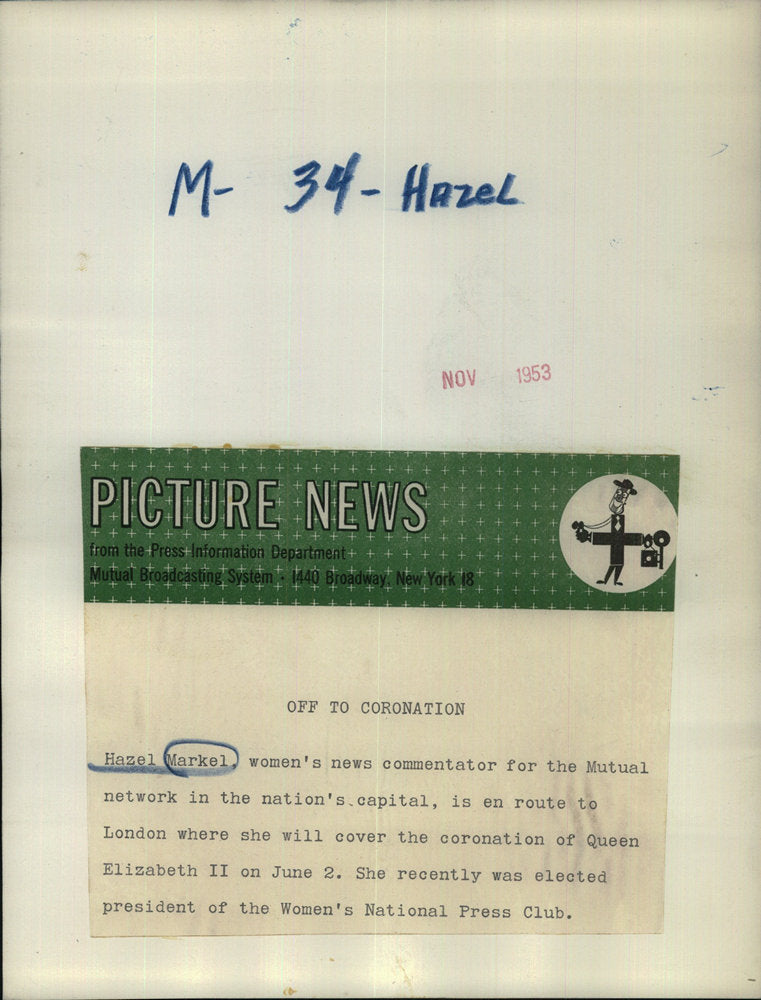 M- 34- Hazel
NOV 1953
PICTURE NEWS
from the Press Information Department
Mutual Broadcasting System • 1440 Broadway, New York 18
OFF TO CORONATION
Hazel Markel, women's news commentator for the Mutual
network in the nation's capital, is en route to
London where she will cover the coronation of Queen
Elizabeth II on June 2. She recently was elected
president of the Women's National Press Club.